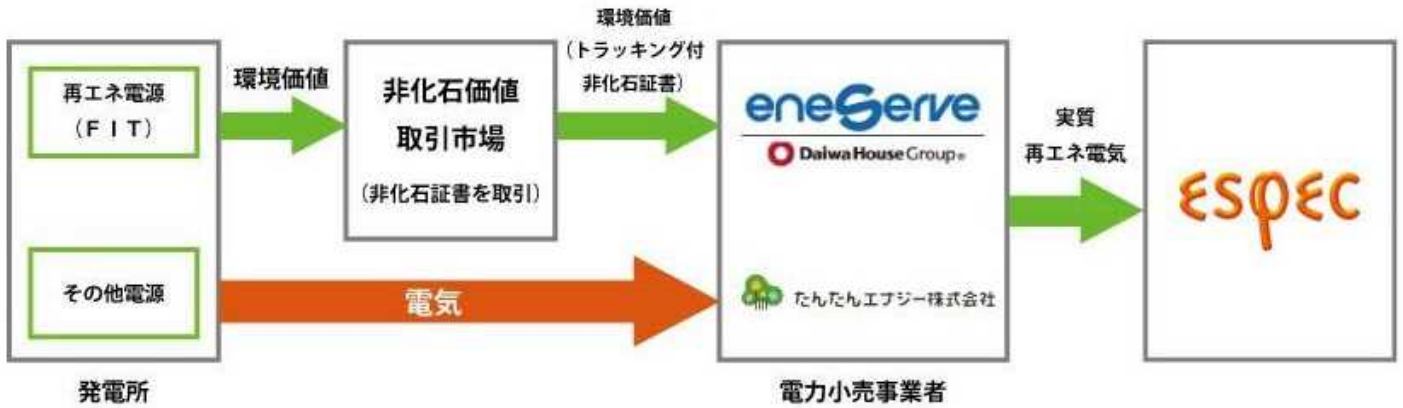 再エネ電源
(FIT)
その他電源
発電所
環境価値
非化石価値
取引市場
(非化石証書を取引)
環境価値
(トラッキング付
非化石証書)
電気
eneServe
Daiwa House Group®
たんたんエナジー株式会社
電力小売事業者
実質
再エネ電気
espec